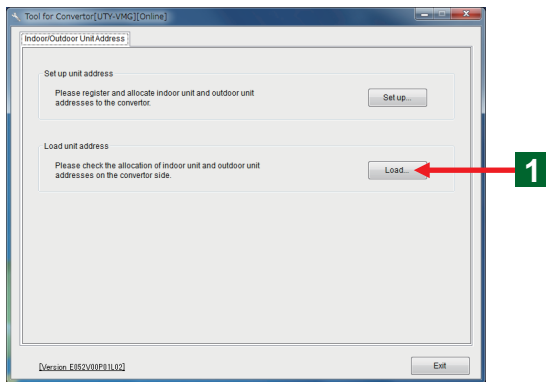 Tool for Convertor[UTY-VMG][Online]
Indoor/Outdoor Unit Address
Set up unit address
Please register and allocate indoor unit and outdoor unit
addresses to the convertor.
Set up...
Load unit address
Please check the allocation of indoor unit and outdoor unit
addresses on the convertor side.
Load...
1
[Version E052V00P01L02]
Exit